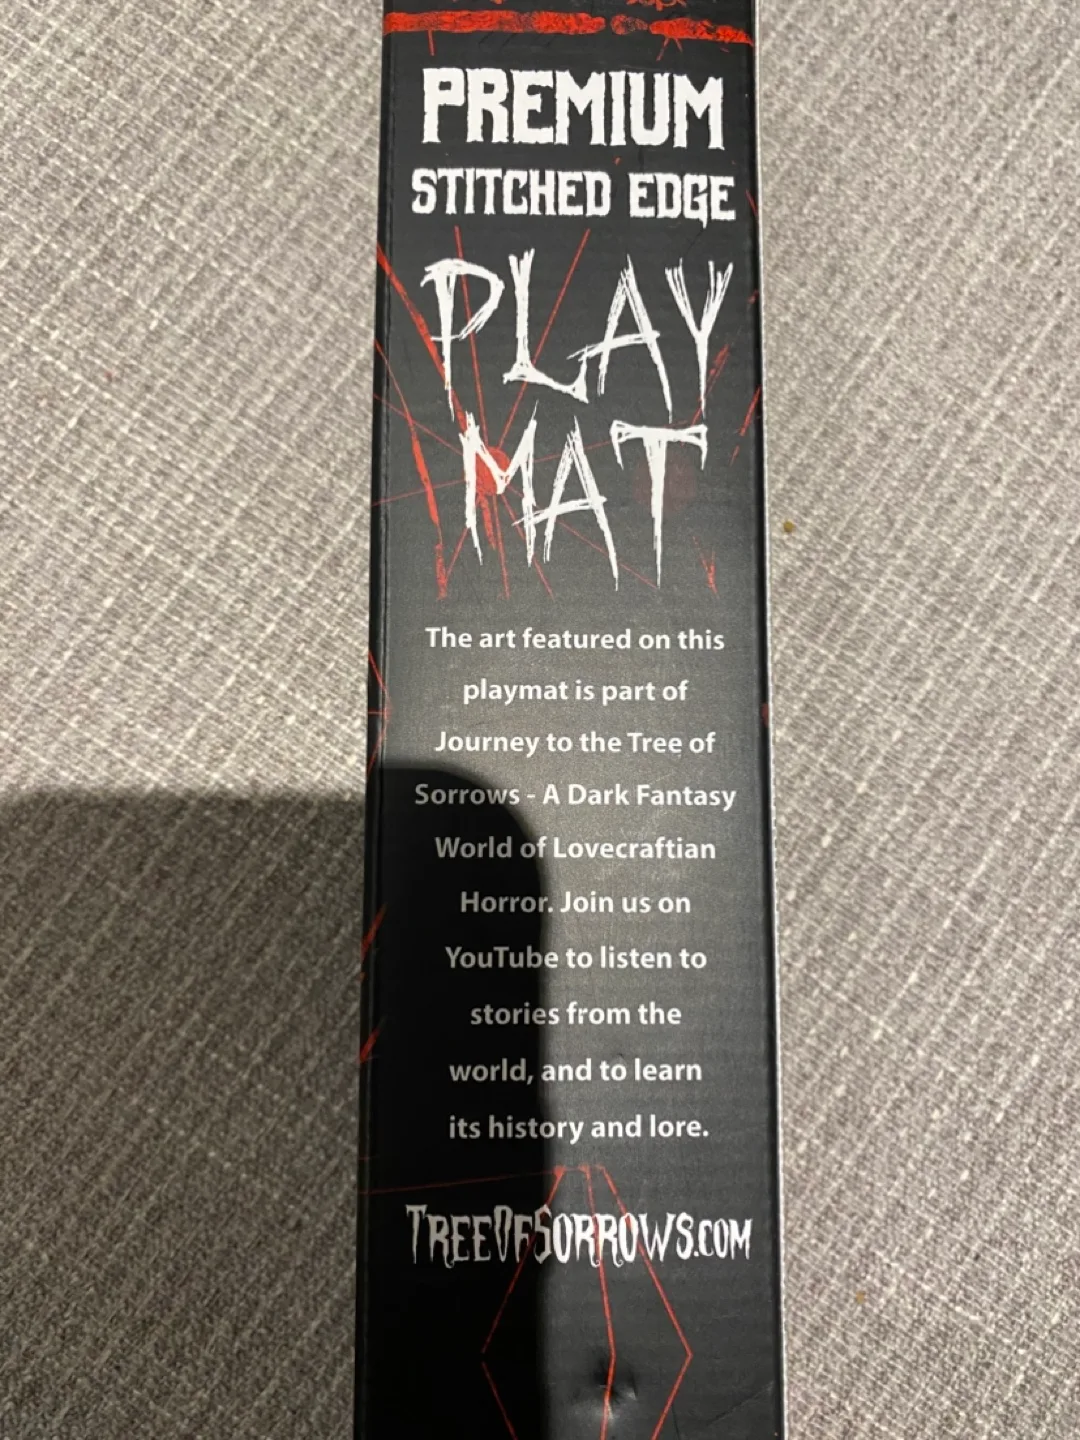 PREMIUM
STITCHED EDGE
PLAY
MAT
The art featured on this
playmat is part of
Journey to the Tree of
Sorrows - A Dark Fantasy
World of Lovecraftian
Horror. Join us on
YouTube to listen to
stories from the
world, and to learn
its history and lore.
TREEOFSORROWS.COM